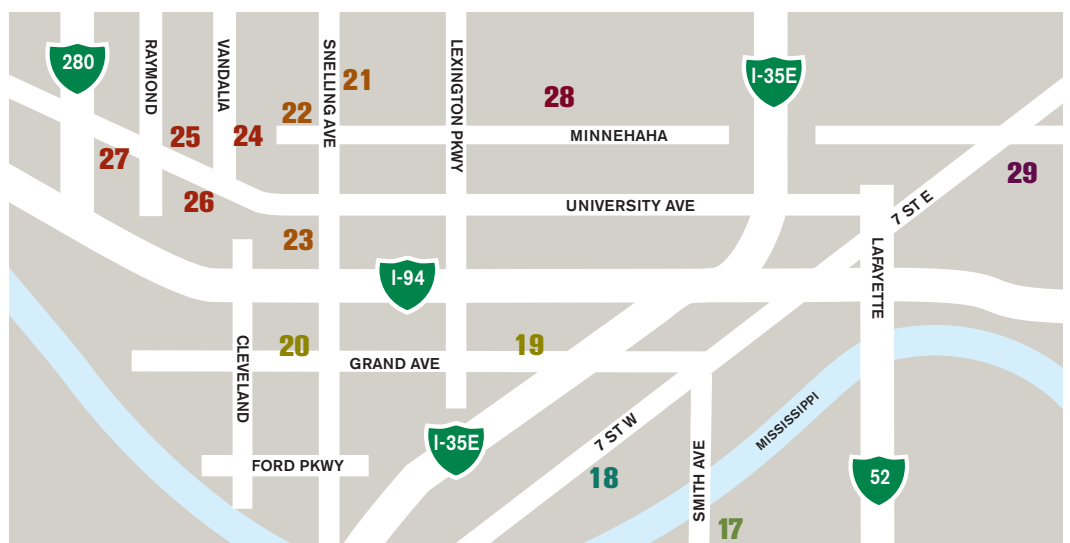 280
RAYMOND
VANDALIA
SNELLING AVE
LEXINGTON PKWY
I-35E
21
22
28
25
24
MINNEHAHA
27
29
26
UNIVERSITY AVE
7 ST E
23
LAFAYETTE
I-94
20
19
CLEVELAND
GRAND AVE
MISSISSIPPI
I-35E
7 ST W
FORD PKWY
18
SMITH AVE
52
17